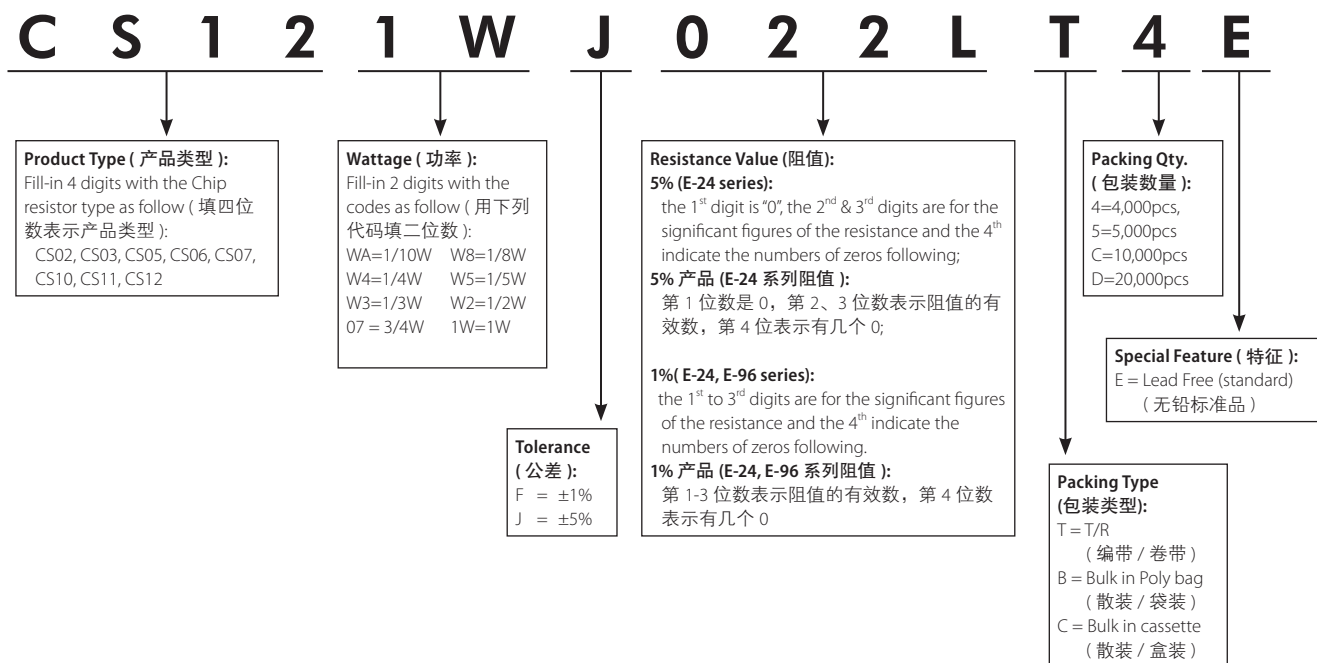 C S 1 2 1 W J 0 2 2 L T 4 E
Product Type ( 产品类型 ):
Fill-in 4 digits with the Chip
resistor type as follow ( 填四位
数表示产品类型 ):
CS02, CS03, CS05, CS06, CS07,
CS10, CS11, CS12
Wattage ( 功率 ):
Fill-in 2 digits with the
codes as follow ( 用下列
代码填二位数 ):
WA=1/10W W8=1/8W
W4=1/4W W5=1/5W
W3=1/3W W2=1/2W
07 = 3/4W 1W=1W
Tolerance
( 公差 ):
F = ±1%
J = ±5%
Resistance Value (阻值):
5% (E-24 series):
the 1st digit is “0”, the 2nd & 3rd digits are for the
significant figures of the resistance and the 4th
indicate the numbers of zeros following;
5% 产品 (E-24 系列阻值 ):
第 1 位数是 0，第 2、3 位数表示阻值的有
效数，第 4 位表示有几个 0;
1%( E-24, E-96 series):
the 1st to 3rd digits are for the significant figures
of the resistance and the 4th indicate the
numbers of zeros following.
1% 产品 (E-24, E-96 系列阻值 ):
第 1-3 位数表示阻值的有效数，第 4 位数
表示有几个 0
Packing Type
(包装类型):
T = T/R
( 编带 / 卷带 )
B = Bulk in Poly bag
( 散装 / 袋装 )
C = Bulk in cassette
( 散装 / 盒装 )
Packing Qty.
( 包装数量 ):
4=4,000pcs,
5=5,000pcs
C=10,000pcs
D=20,000pcs
Special Feature ( 特征 ):
E = Lead Free (standard)
( 无铅标准品 )